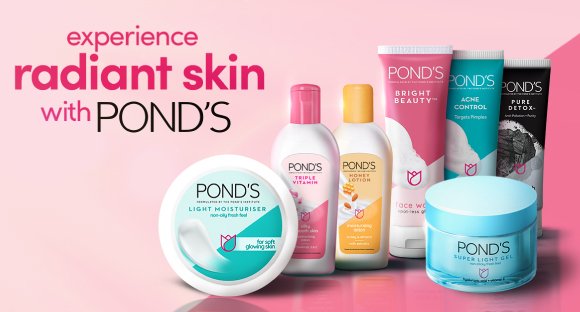 experience
radiant skin
with POND'S
POND'S
LIGHT MOISTURISER
non-oily fresh feel
for soft
glowing skin
POND'S
TRIPLE
VITAMIN
POND'S
HONEY
LOTION
POND'S
BRIGHT
BEAUTY™
face wa
POND'S
ACNE
CONTROL
Targets Pimples
POND'S
PURE
DETOX
POND'S
SUPER LIGHT GEL